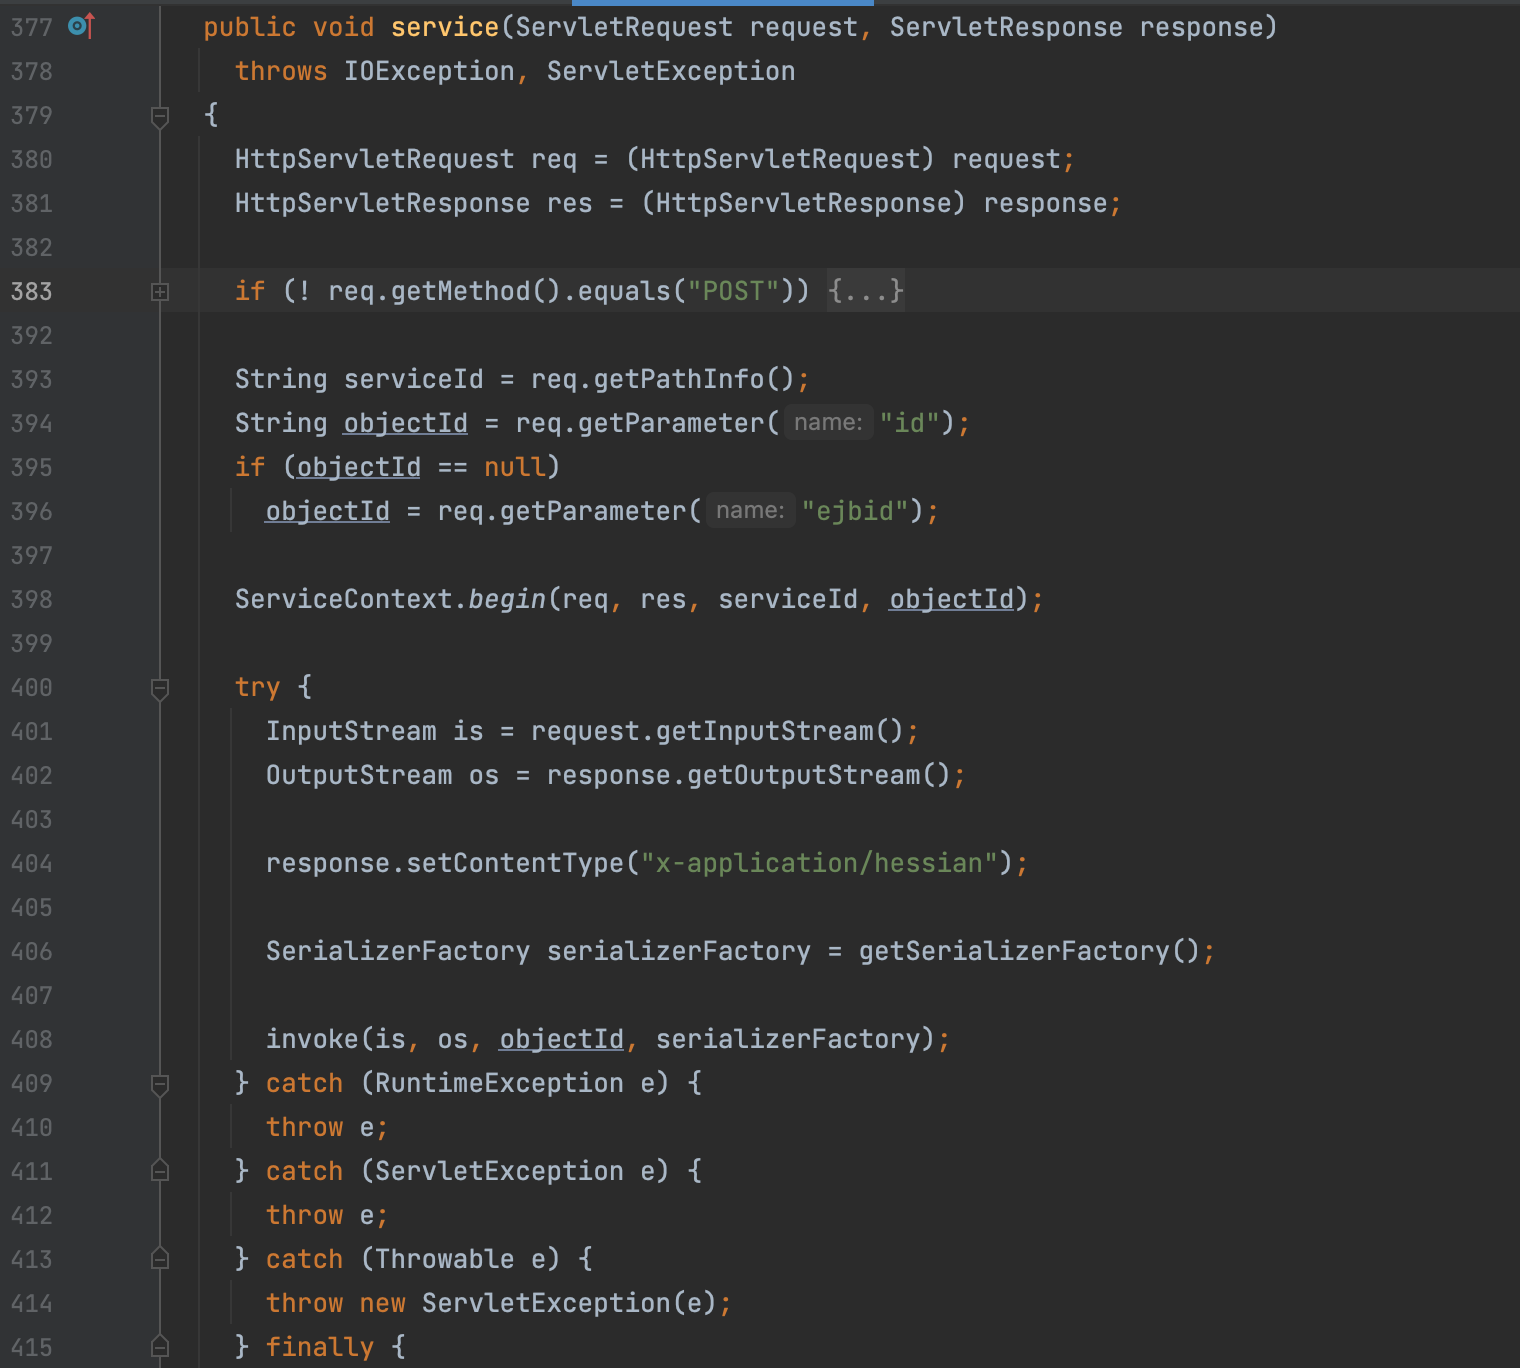 377 public void service(ServletRequest request, ServletResponse response)
378 throws IOException, ServletException
379 {
380 HttpServletRequest req = (HttpServletRequest) request;
381 HttpServletResponse res = (HttpServletResponse) response;
382
383 if (! req.getMethod().equals("POST")) {...}
392
393 String serviceId = req.getPathInfo();
394 String objectId = req.getParameter( name: "id");
395 if (objectId == null)
396 objectId = req.getParameter( name: "ejbid");
397
398 ServiceContext.begin(req, res, serviceId, objectId);
399
400 try {
401 InputStream is = request.getInputStream();
402 OutputStream os = response.getOutputStream();
403
404 response.setContentType("x-application/hessian");
405
406 SerializerFactory serializerFactory = getSerializerFactory();
407
408 invoke(is, os, objectId, serializerFactory);
409 } catch (RuntimeException e) {
410 throw e;
411 } catch (ServletException e) {
412 throw e;
413 } catch (Throwable e) {
414 throw new ServletException(e);
415 } finally {